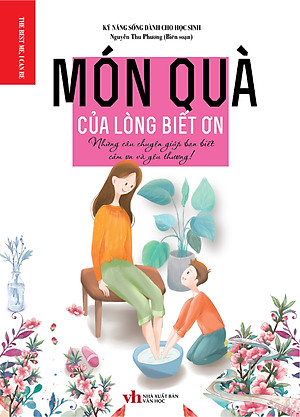 THE BEST ME I CAN BE
KỸ NĂNG SỐNG DÀNH CHO HỌC SINH
Nguyễn Thu Phương (Biên soạn)
MÓN QUÀ
CỦA LÒNG BIẾT ƠN
Những câu chuyện giúp bạn biết
cảm ơn và yêu thương!
vh NHÀ XUẤT BẢN
VĂN HỌC